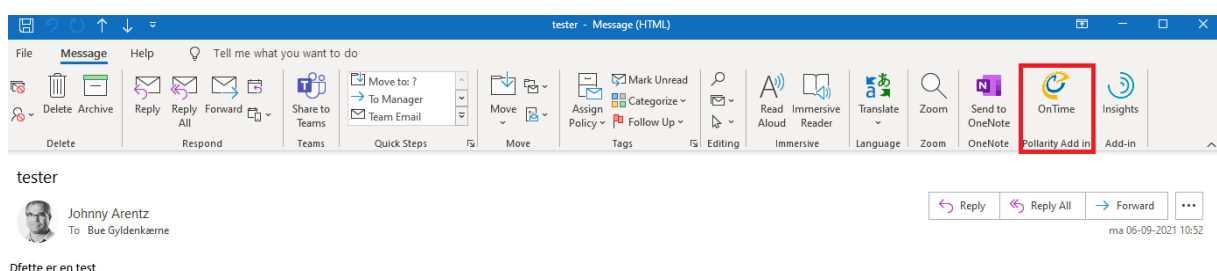 tester - Message (HTML)
File Message Help Tell me what you want to do
Delete Archive
Reply Reply All Forward
Share to Teams
Move to: ?
To Manager
Team Email
Move
Assign Policy
Mark Unread
Categorize
Follow Up
Read Aloud
Immersive Reader
Translate
Zoom
Send to OneNote
OnTime
Insights
Delete Respond Teams Quick Steps Move Tags Editing Immersive Language Zoom OneNote Pollarity Add in Add-in
tester
Johnny Arentz
To Bue Gyldenkærne
Reply Reply All Forward
ma 06-09-2021 10:52
Dfette er en test